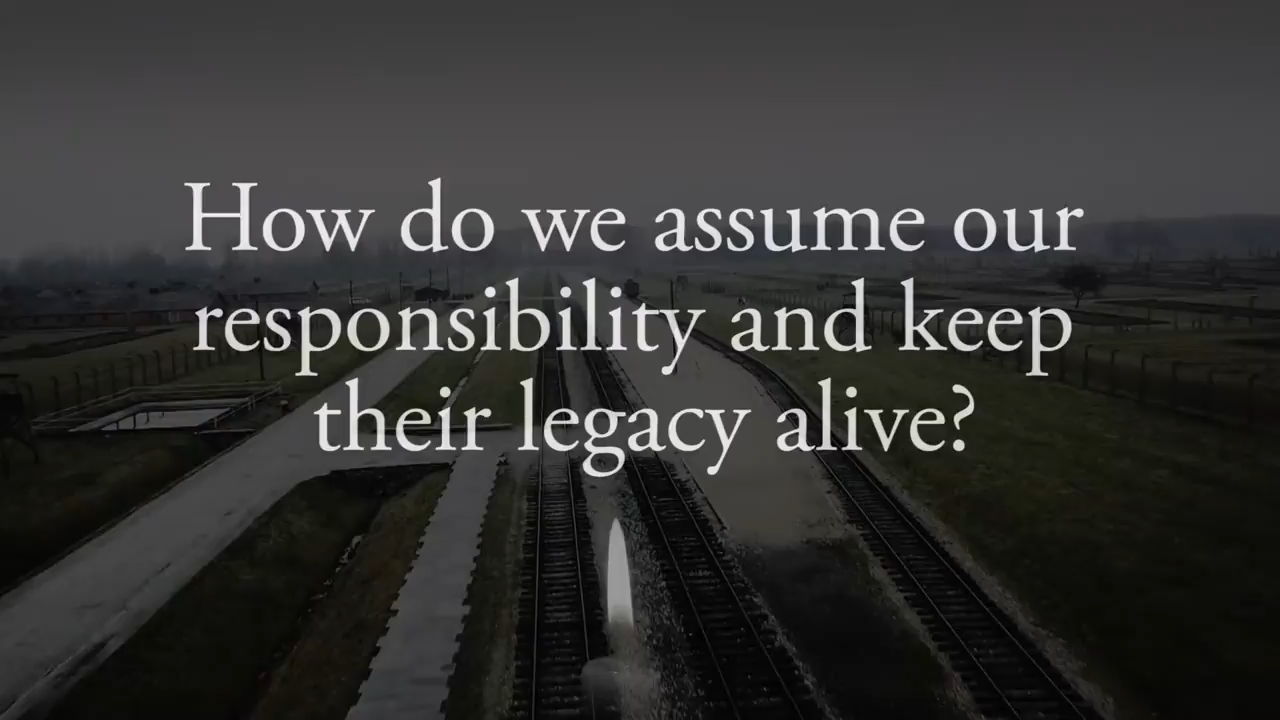 How do we assume our
responsibility and keep
their legacy alive?